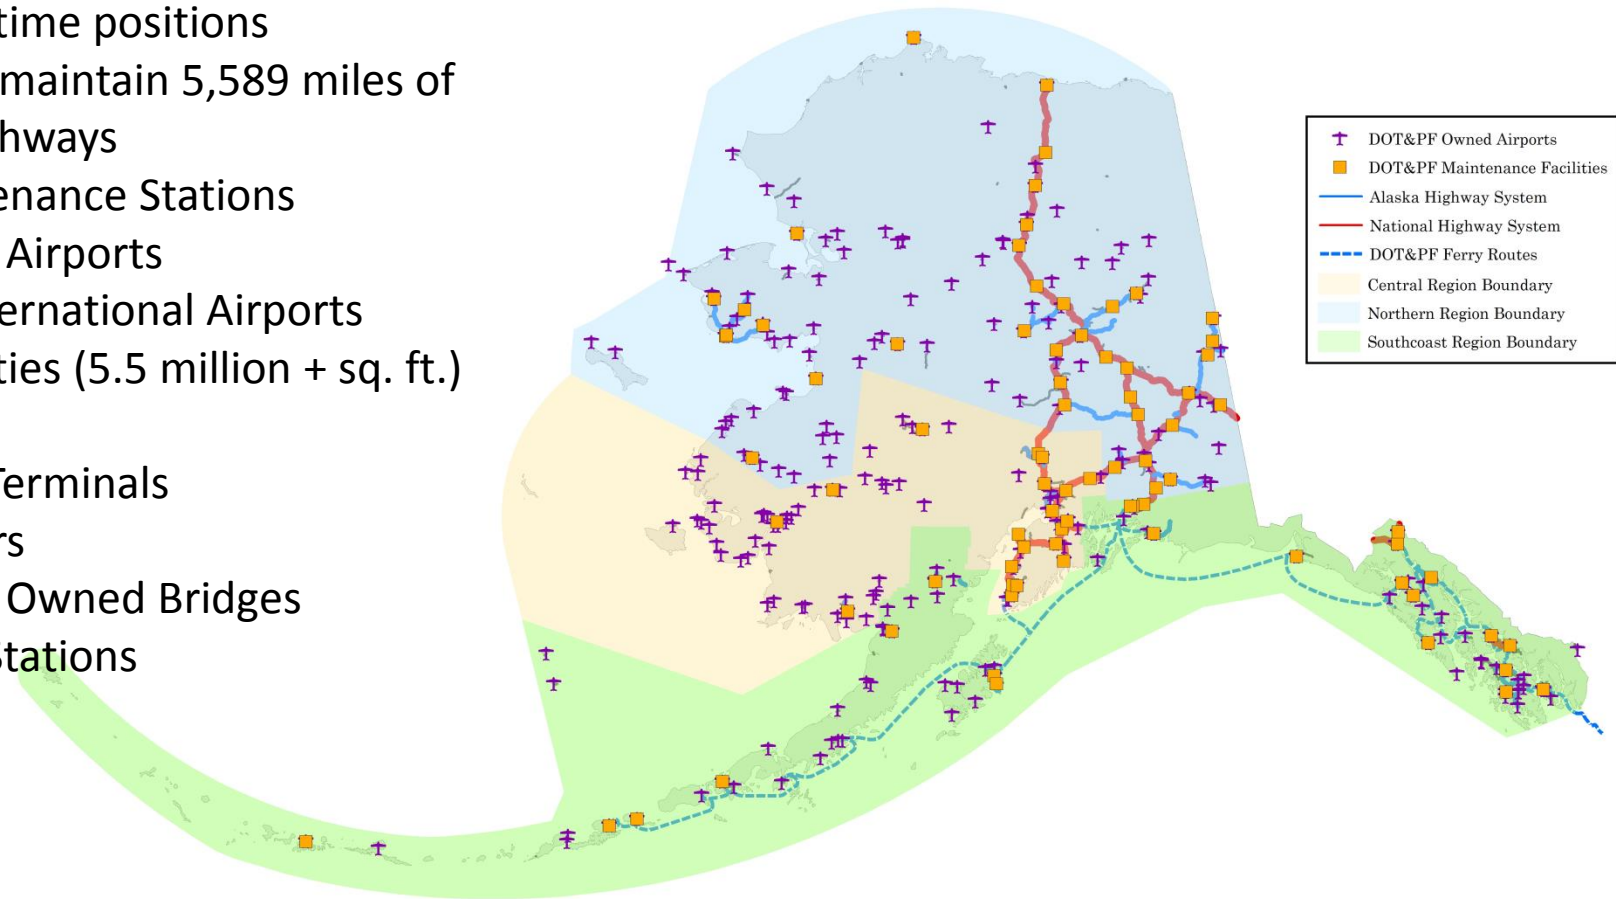 time positions
maintain 5,589 miles of
hways
enance Stations
Airports
ernational Airports
ties (5.5 million + sq. ft.)
Terminals
rs
Owned Bridges
Stations
DOT&PF Owned Airports
DOT&PF Maintenance Facilities
Alaska Highway System
National Highway System
DOT&PF Ferry Routes
Central Region Boundary
Northern Region Boundary
Southcoast Region Boundary